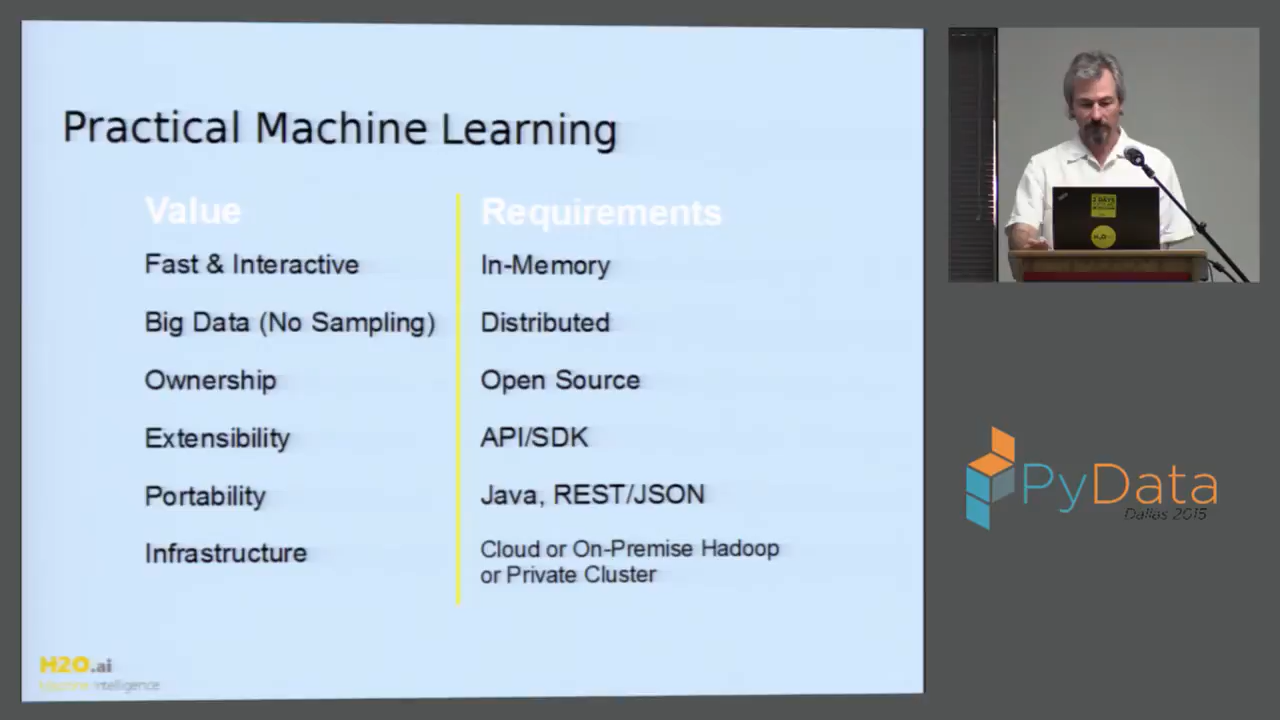 Practical Machine Learning
Value
Requirements
Fast & Interactive
In-Memory
Big Data (No Sampling)
Distributed
Ownership
Open Source
Extensibility
API/SDK
Portability
Java, REST/JSON
Infrastructure
Cloud or On-Premise Hadoop
or Private Cluster
H2O.ai
Intelligence
PyData
Dallas 2015